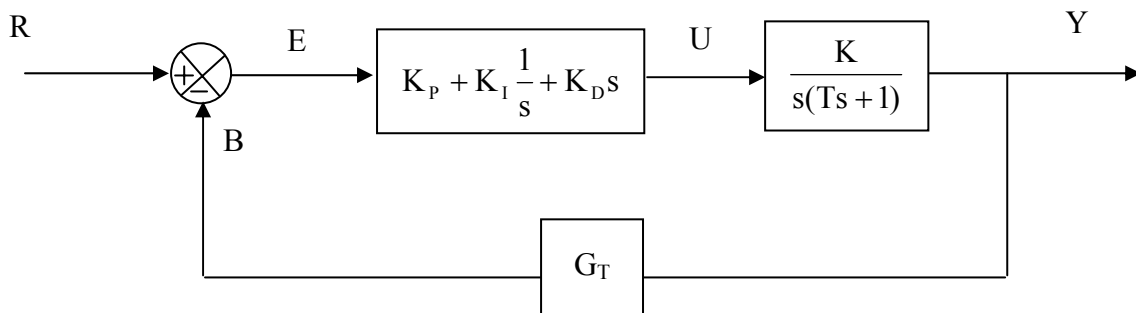 R
E
K_P + K_I 1/s + K_D s
U
K / s(Ts + 1)
Y
+
−
B
G_T